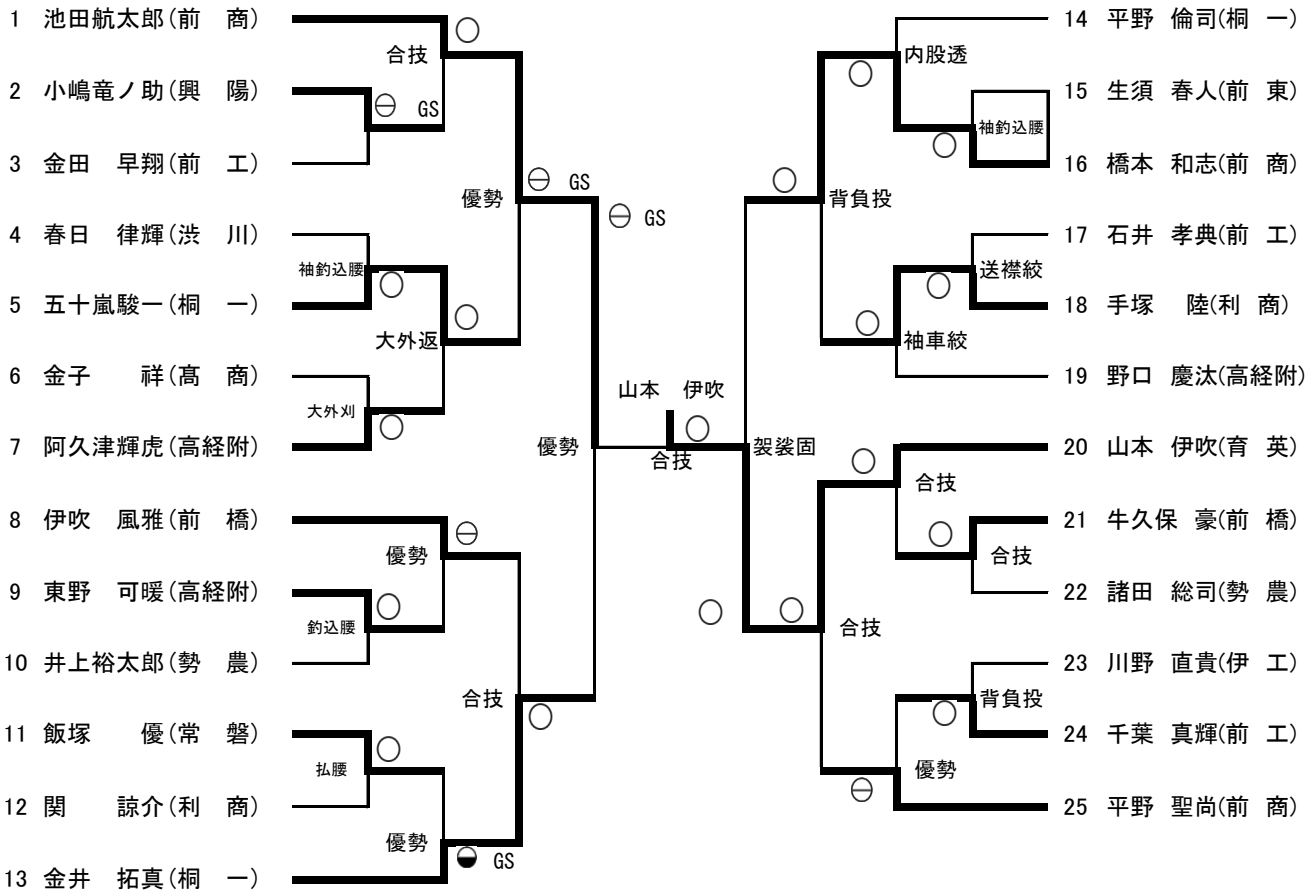 1 池田航太郎(前 商)
合技
2 小嶋竜ノ助(興 陽)
GS
3 金田 早翔(前 工)
優勢 GS
GS
4 春日 律輝(渋 川)
袖釣込腰
5 五十嵐駿一(桐 一)
大外返
6 金子 祥(髙 商)
大外刈
7 阿久津輝虎(高経附)
優勢
8 伊吹 風雅(前 橋)
優勢
9 東野 可暖(高経附)
釣込腰
10 井上裕太郎(勢 農)
合技
11 飯塚 優(常 磐)
払腰
12 関 諒介(利 商)
優勢
GS
13 金井 拓真(桐 一)
山本 伊吹
合技
14 平野 倫司(桐 一)
内股透
15 生須 春人(前 東)
袖釣込腰
16 橋本 和志(前 商)
背負投
17 石井 孝典(前 工)
送襟絞
18 手塚 陸(利 商)
袖車絞
19 野口 慶汰(高経附)
袈裟固
20 山本 伊吹(育 英)
合技
21 牛久保 豪(前 橋)
合技
22 諸田 総司(勢 農)
合技
23 川野 直貴(伊 工)
背負投
24 千葉 真輝(前 工)
優勢
25 平野 聖尚(前 商)